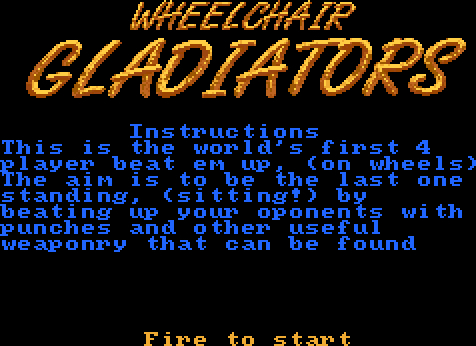 WHEELCHAIR
GLADIATORS
Instructions
This is the world's first 4
player beat em up, (on wheels)
The aim is to be the last one
standing, (sitting!) by
beating up your oponents with
punches and other useful
weaponry that can be found
Fire to start